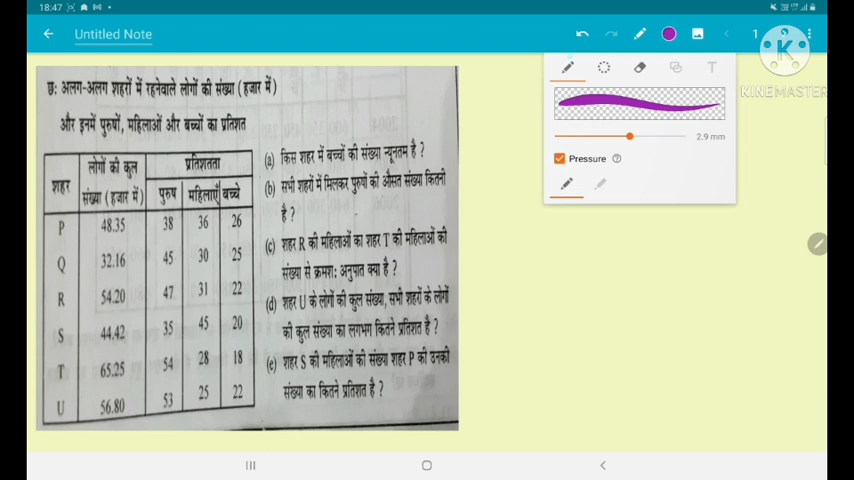 18:47
Untitled Note
1
KINEMASTER
2.9 mm
Pressure
छः अलग-अलग शहरों में रहनेवाले लोगों की संख्या (हजार में)
और इनमें पुरुषों, महिलाओं और बच्चों का प्रतिशत
शहर लोगों की कुल संख्या (हजार में) प्रतिशतता
पुरुष महिलाएँ बच्चे
P 48.35 38 36 26
Q 32.16 45 30 25
R 54.20 47 31 22
S 44.42 35 45 20
T 65.25 54 28 18
U 56.80 53 25 22
(a) किस शहर में बच्चों की संख्या न्यूनतम है ?
(b) सभी शहरों में मिलकर पुरुषों की औसत संख्या कितनी
है ?
(c) शहर R की महिलाओं का शहर T की महिलाओं की
संख्या से क्रमश: अनुपात क्या है ?
(d) शहर U के लोगों की कुल संख्या, सभी शहरों के लोगों
की कुल संख्या का लगभग कितने प्रतिशत है ?
(e) शहर S की महिलाओं की संख्या शहर P की उनकी
संख्या का कितने प्रतिशत है ?